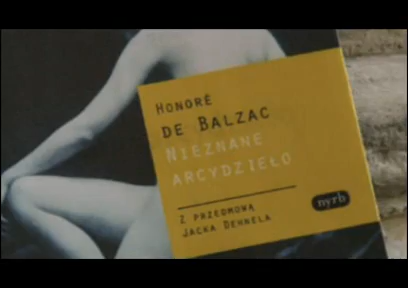 HONORÉ
DE BALZAC
NIEZNANE
ARCYDZIEŁO
Z PRZEDMOWĄ
JACKA DEHNELA
nyrb